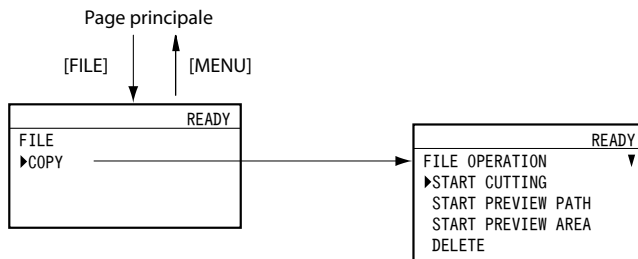 Page principale
[FILE] [MENU]
READY
FILE
▶COPY
READY
FILE OPERATION ▼
▶START CUTTING
START PREVIEW PATH
START PREVIEW AREA
DELETE